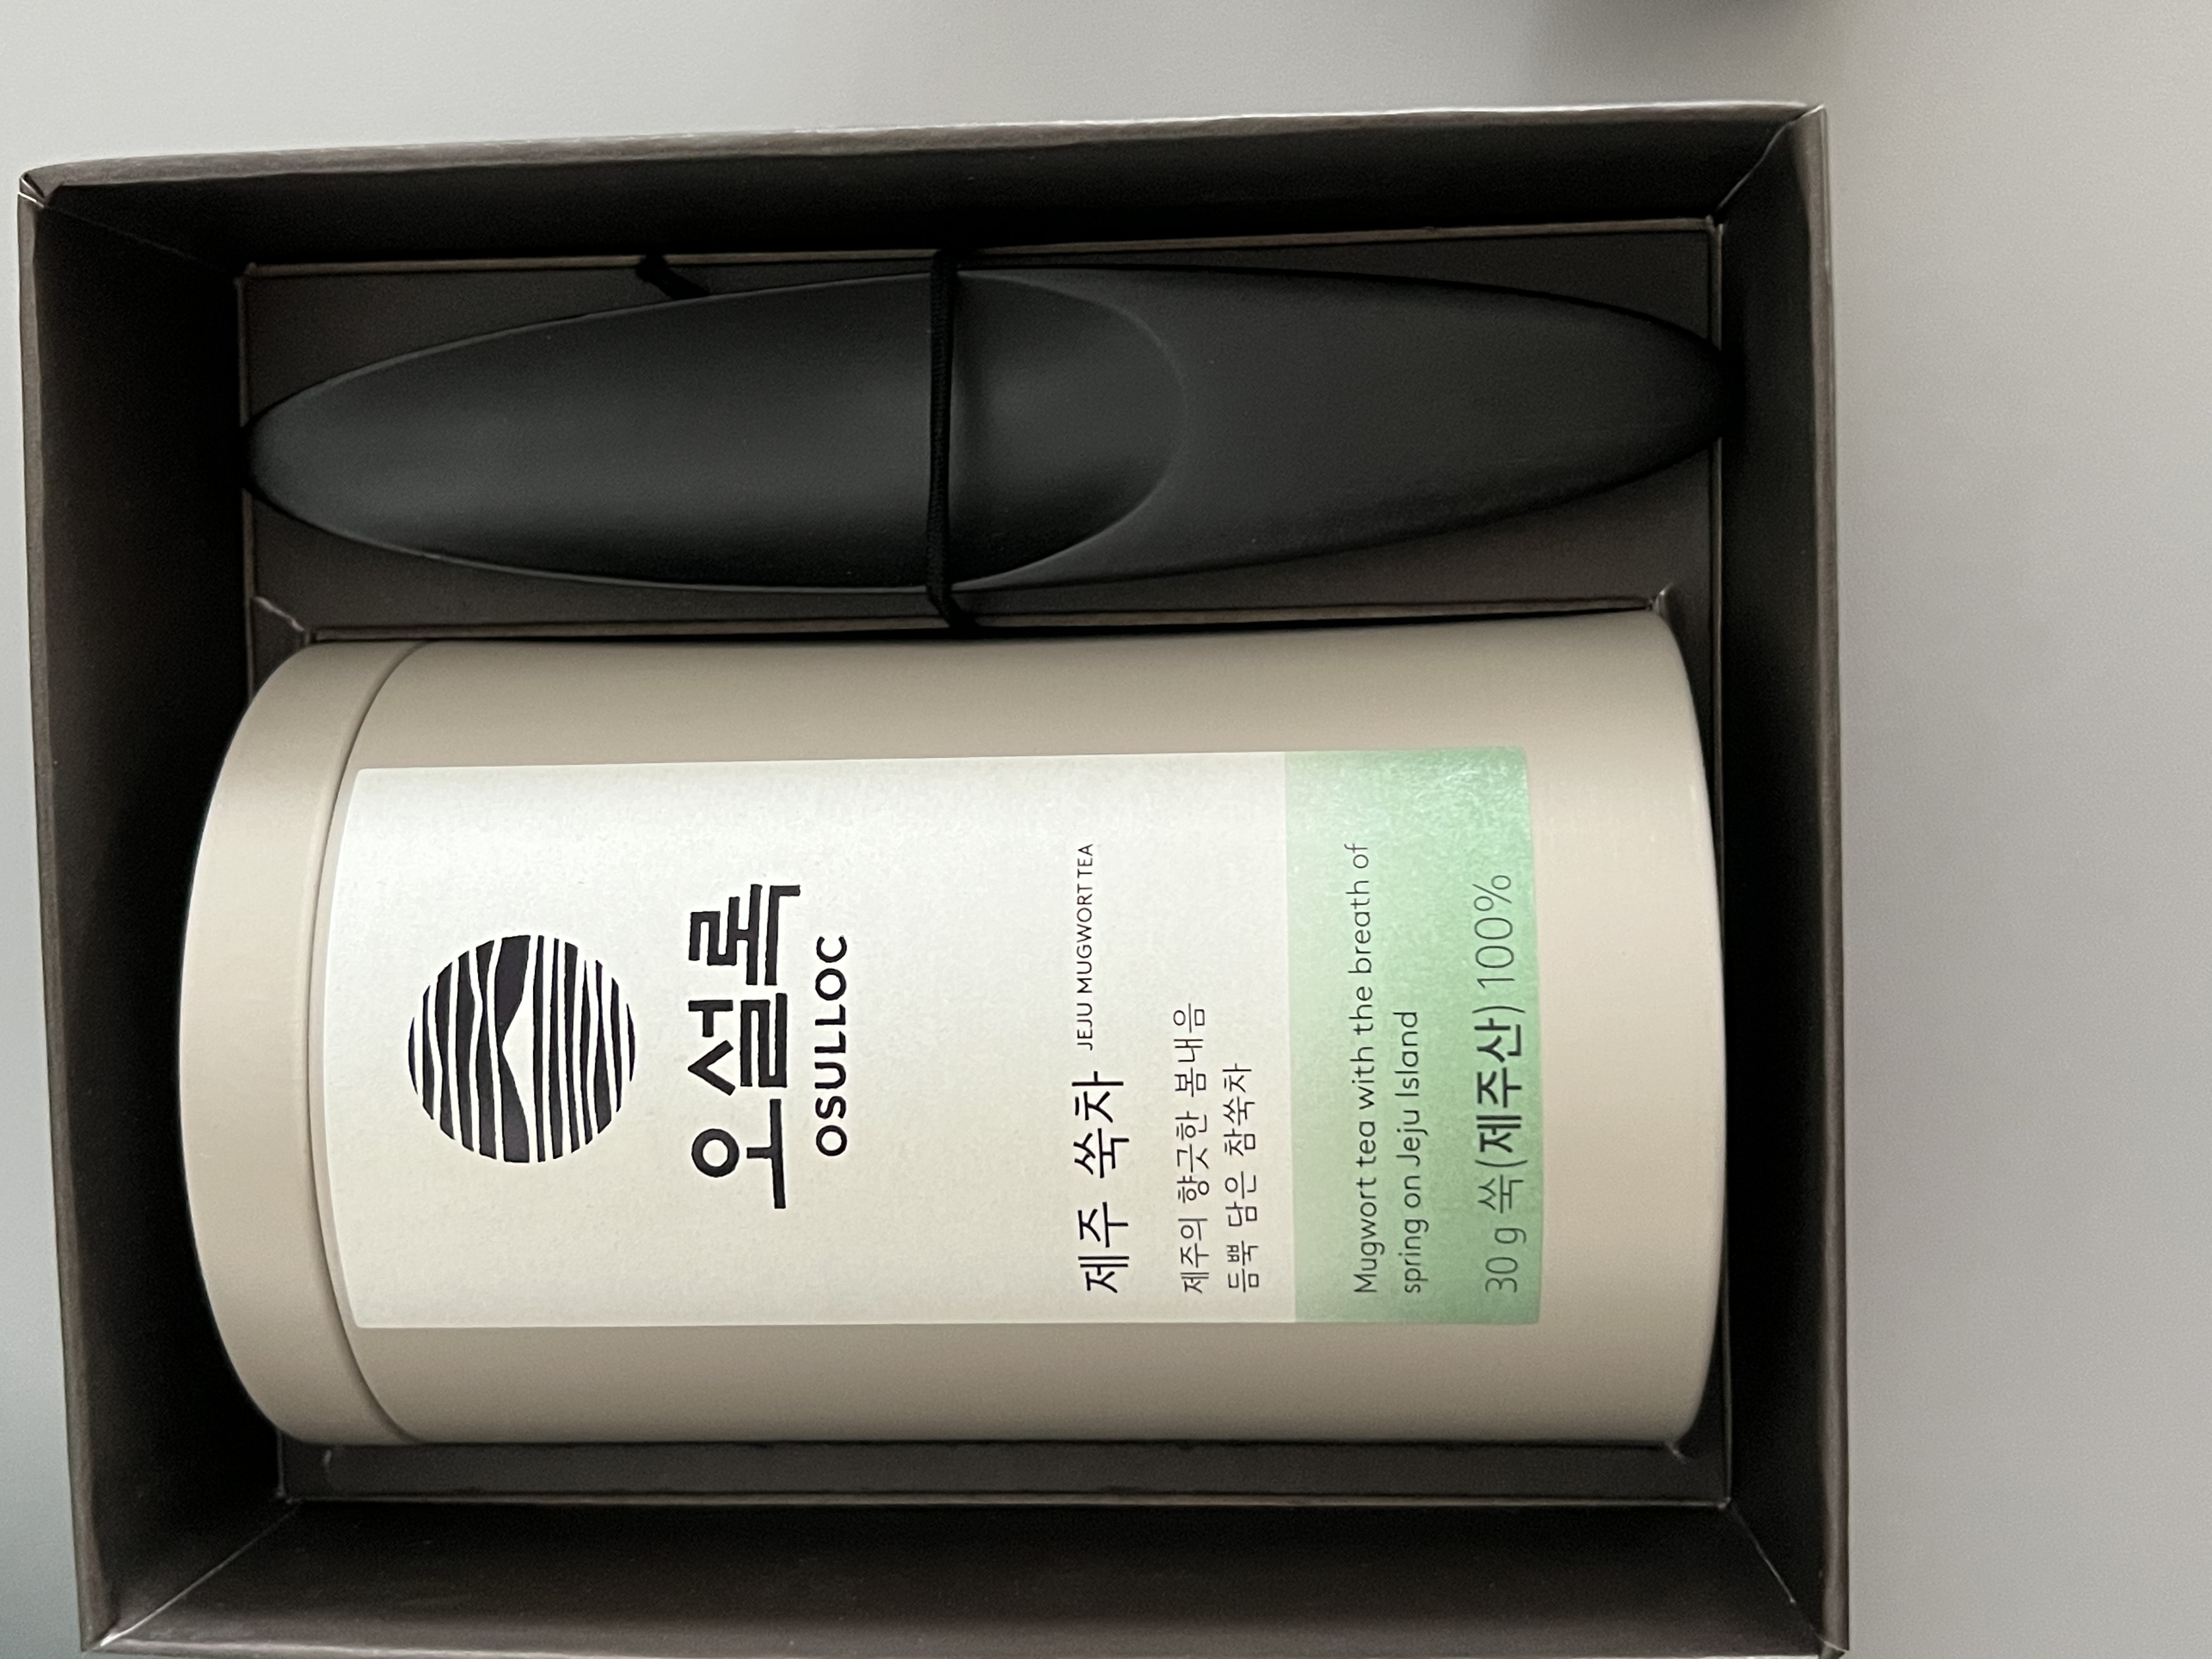 오설록
OSULLOC
제주 쑥차 JEJU MUGWORT TEA
제주의 향긋한 봄내음
듬뿍 담은 참쑥차
Mugwort tea with the breath of
spring on Jeju Island
30 g 쑥(제주산) 100%